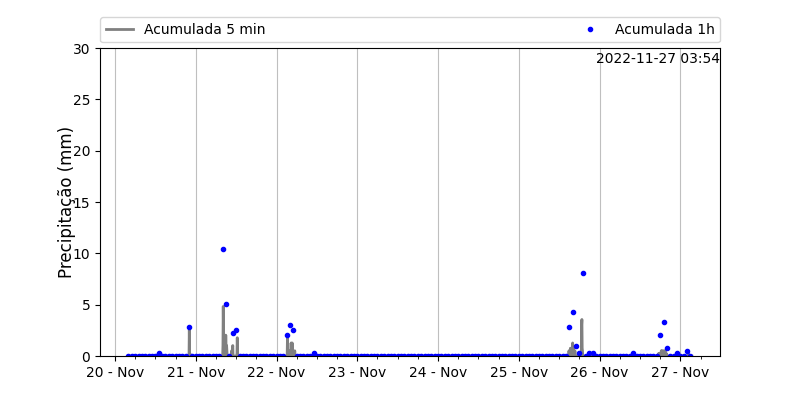 Acumulada 5 min Acumulada 1h
2022-11-27 03:54
Precipitação (mm)
30
25
20
15
10
5
0
20 - Nov 21 - Nov 22 - Nov 23 - Nov 24 - Nov 25 - Nov 26 - Nov 27 - Nov